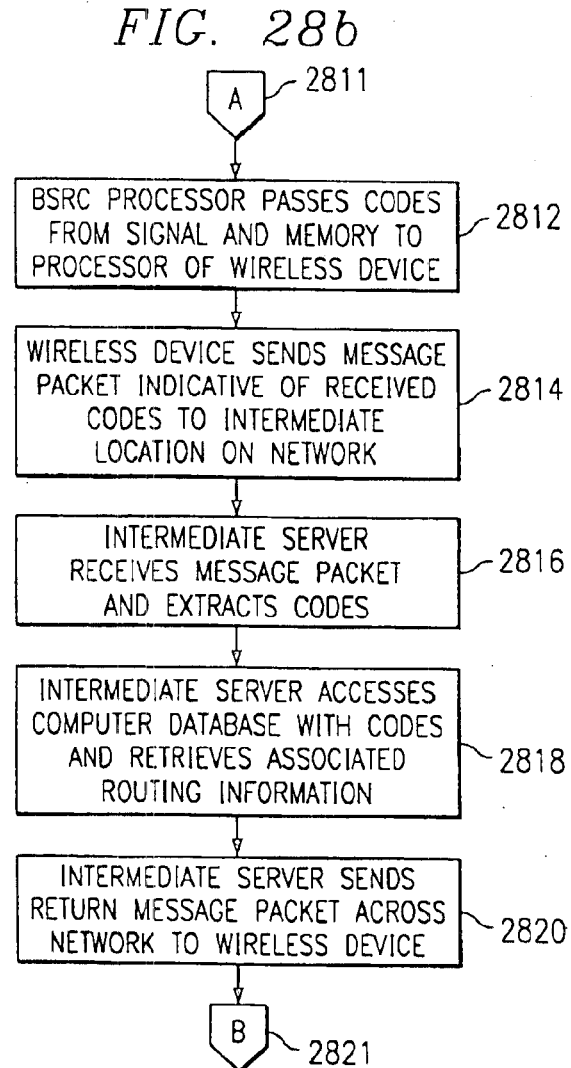 FIG. 28b
A
2811
BSRC PROCESSOR PASSES CODES
FROM SIGNAL AND MEMORY TO
PROCESSOR OF WIRELESS DEVICE
2812
WIRELESS DEVICE SENDS MESSAGE
PACKET INDICATIVE OF RECEIVED
CODES TO INTERMEDIATE
LOCATION ON NETWORK
2814
INTERMEDIATE SERVER
RECEIVES MESSAGE PACKET
AND EXTRACTS CODES
2816
INTERMEDIATE SERVER ACCESSES
COMPUTER DATABASE WITH CODES
AND RETRIEVES ASSOCIATED
ROUTING INFORMATION
2818
INTERMEDIATE SERVER SENDS
RETURN MESSAGE PACKET ACROSS
NETWORK TO WIRELESS DEVICE
2820
B
2821